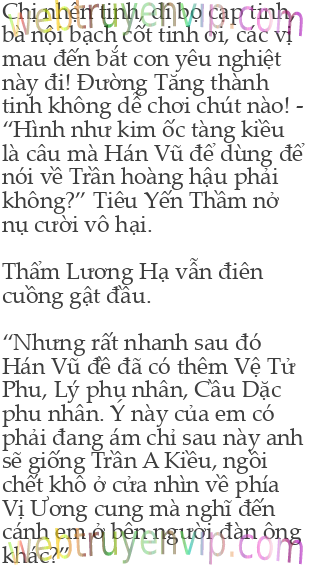 Chị nhện tinh, dì bọ cạp tinh,
bà nội bạch cốt tinh ơi, các vị
mau đến bắt con yêu nghiệt
này đi! Đường Tăng thành
tinh không dễ chơi chút nào! -
“Hình như kim ốc tàng kiều
là câu mà Hán Vũ đế dùng để
nói về Trần hoàng hậu phải
không?” Tiêu Yến Thầm nở
nụ cười vô hại.

Thẩm Lương Hạ vẫn điên
cuồng gật đầu.

“Nhưng rất nhanh sau đó
Hán Vũ đế đã có thêm Vệ Tử
Phu, Lý phu nhân, Câu Dặc
phu nhân. Ý này của em có
phải đang ám chỉ sau này anh
sẽ giống Trần A Kiều, ngồi
chết khô ở cửa nhìn về phía
Vị Ương cung mà nghĩ đến
cảnh em ở bên người đàn ông
khác?”
webtruyenvip.com
webtruyenvip.com